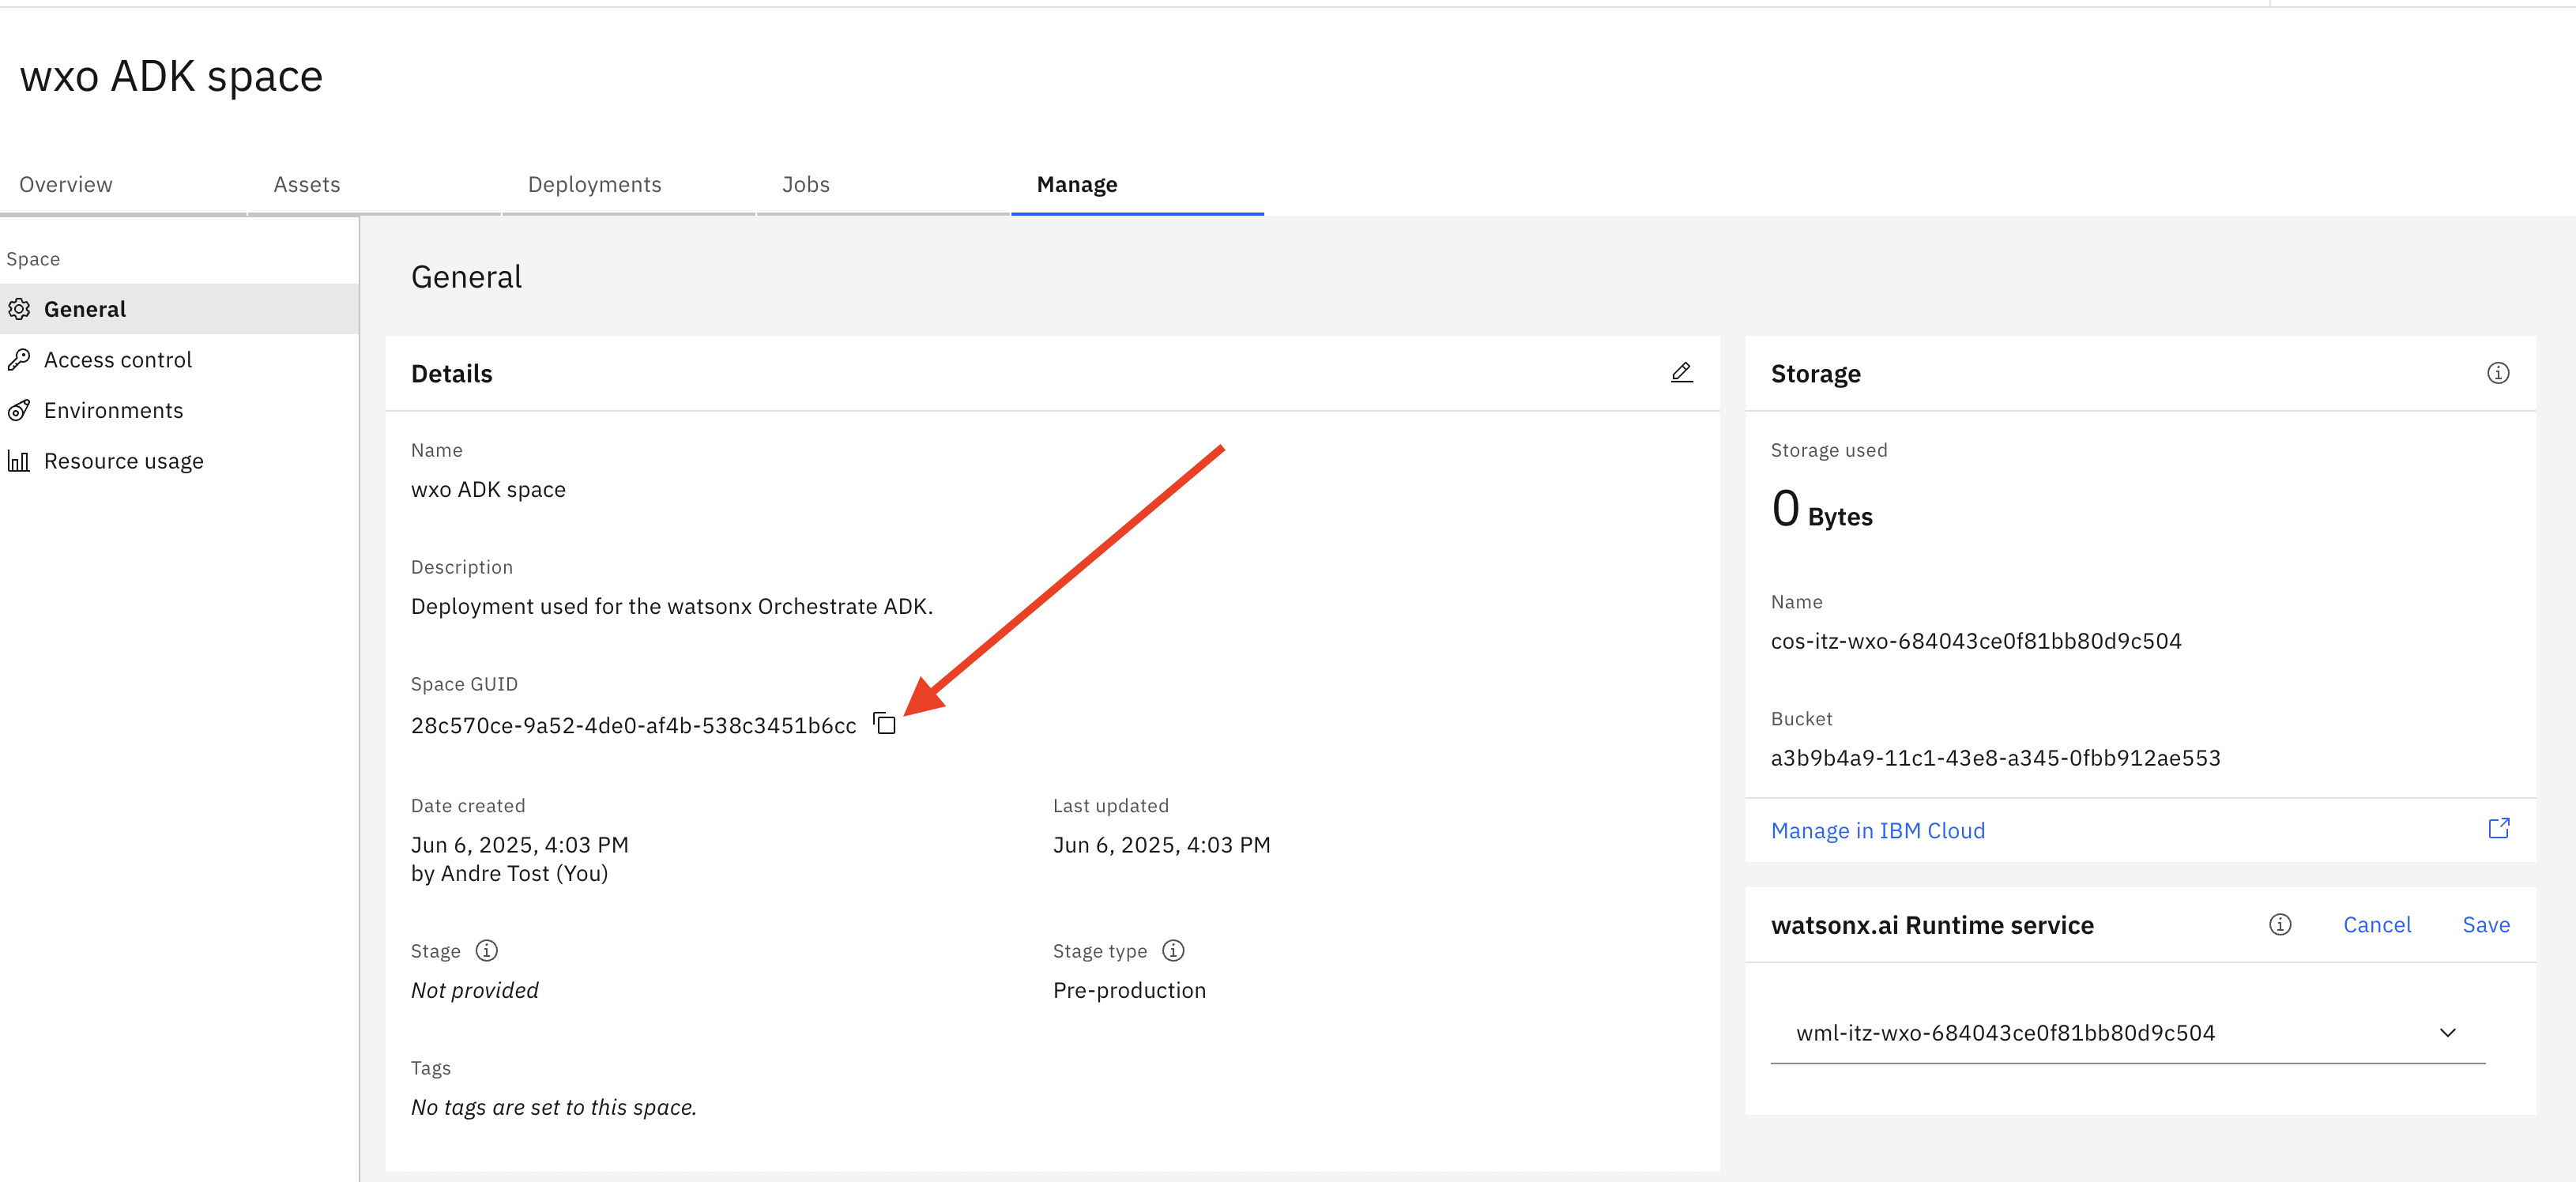 wxo ADK space
Overview
Assets
Deployments
Jobs
Manage
Space
General
Access control
Environments
Resource usage
General
Details
Name
wxo ADK space
Description
Deployment used for the watsonx Orchestrate ADK.
Space GUID
28c570ce-9a52-4de0-af4b-538c3451b6cc
Date created
Jun 6, 2025, 4:03 PM
by Andre Tost (You)
Last updated
Jun 6, 2025, 4:03 PM
Stage
Not provided
Stage type
Pre-production
Tags
No tags are set to this space.
Storage
Storage used
0 Bytes
Name
cos-itz-wxo-684043ce0f81bb80d9c504
Bucket
a3b9b4a9-11c1-43e8-a345-0fbb912ae553
Manage in IBM Cloud
watsonx.ai Runtime service
Cancel
Save
wml-itz-wxo-684043ce0f81bb80d9c504